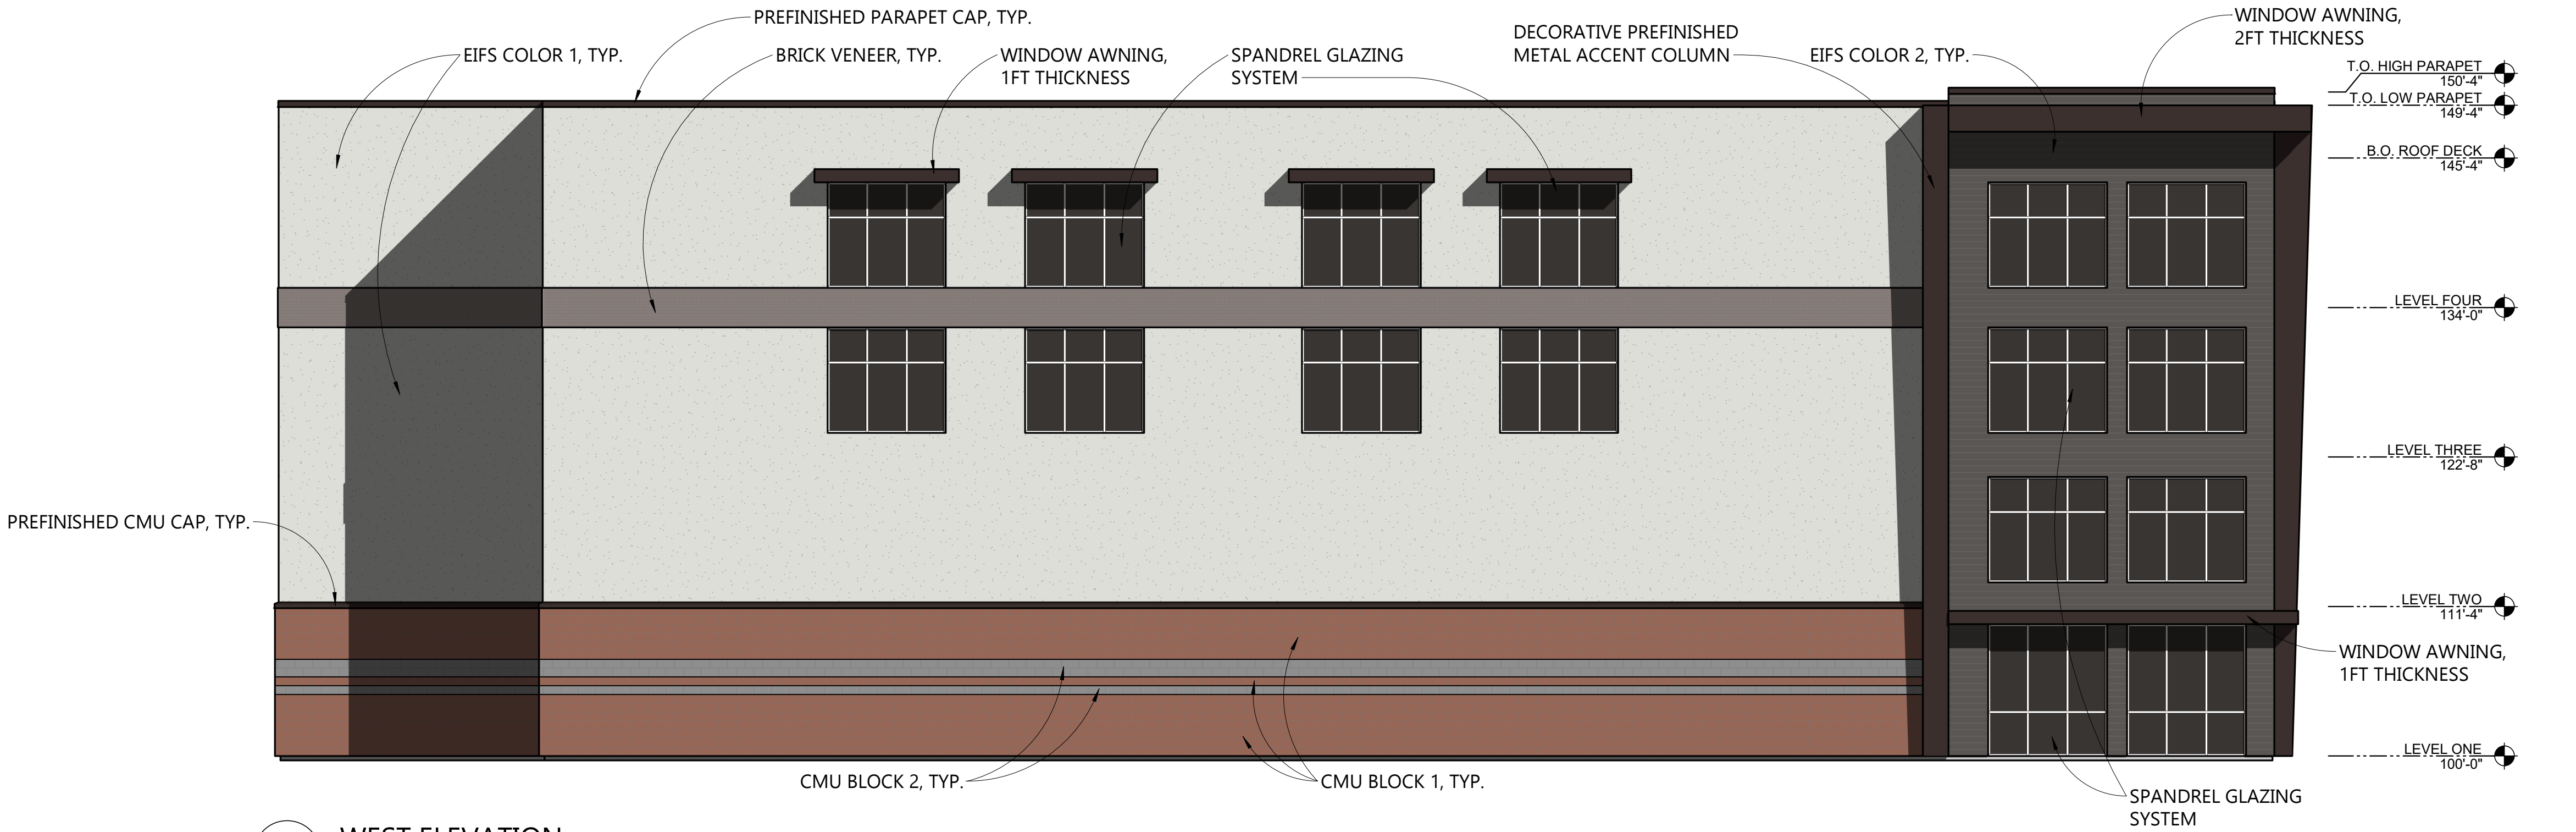 PREFINISHED PARAPET CAP, TYP.
EIFS COLOR 1, TYP.
BRICK VENEER, TYP.
WINDOW AWNING,
1FT THICKNESS
SPANDREL GLAZING
SYSTEM
DECORATIVE PREFINISHED
METAL ACCENT COLUMN
EIFS COLOR 2, TYP.
WINDOW AWNING,
2FT THICKNESS
T.O. HIGH PARAPET
150'-4"
T.O. LOW PARAPET
149'-4"
B.O. ROOF DECK
145'-4"
LEVEL FOUR
134'-0"
LEVEL THREE
122'-8"
PREFINISHED CMU CAP, TYP.
LEVEL TWO
111'-4"
WINDOW AWNING,
1FT THICKNESS
LEVEL ONE
100'-0"
CMU BLOCK 2, TYP.
CMU BLOCK 1, TYP.
SPANDREL GLAZING
SYSTEM
WEST ELEVATION